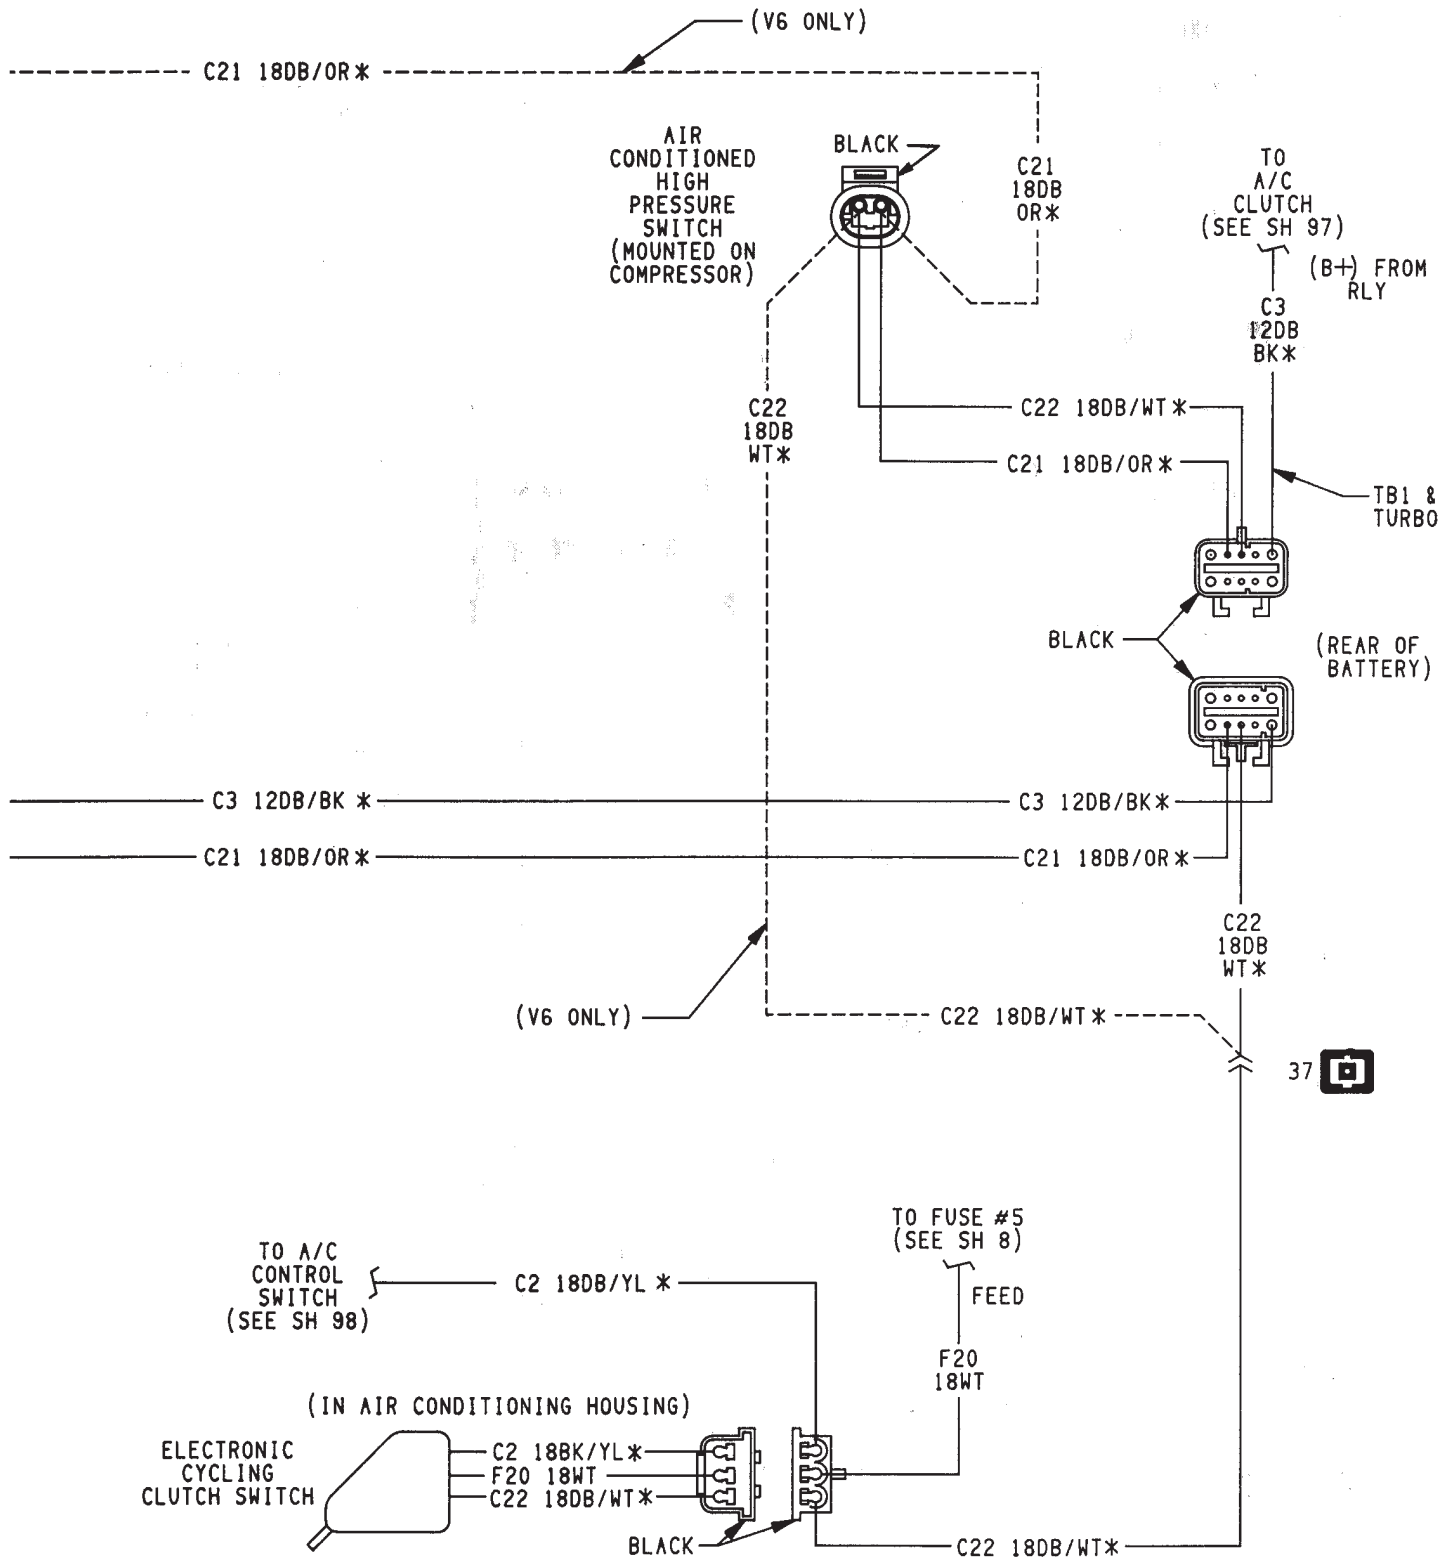 (V6 ONLY)
C21 18DB/OR*
AIR
CONDITIONED
HIGH
PRESSURE
SWITCH
(MOUNTED ON
COMPRESSOR)
BLACK
C21
18DB
OR*
TO
A/C
CLUTCH
(SEE SH 97)
(B+) FROM
RLY
C3
12DB
BK*
C22
18DB
WT*
C22 18DB/WT*
C21 18DB/OR*
TB1 &
TURBO
BLACK
(REAR OF
BATTERY)
C3 12DB/BK *
C3 12DB/BK*
C21 18DB/OR*
C21 18DB/OR*
C22
18DB
WT*
(V6 ONLY)
C22 18DB/WT*
37
TO FUSE #5
(SEE SH 8)
FEED
TO A/C
CONTROL
SWITCH
(SEE SH 98)
C2 18DB/YL *
F20
18WT
(IN AIR CONDITIONING HOUSING)
ELECTRONIC
CYCLING
CLUTCH SWITCH
C2 18BK/YL*
F20 18WT
C22 18DB/WT*
BLACK
C22 18DB/WT*